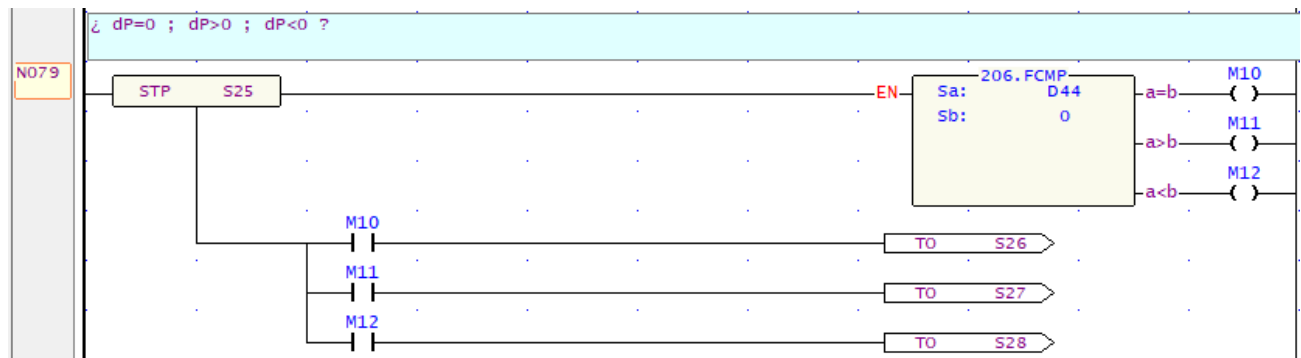 ¿ dP=0 ; dP>0 ; dP<0 ?
N079
STP S25
EN
206.FCMP
Sa: D44
Sb: 0
a=b
M10
a>b
M11
a<b
M12
M10
TO S26
M11
TO S27
M12
TO S28